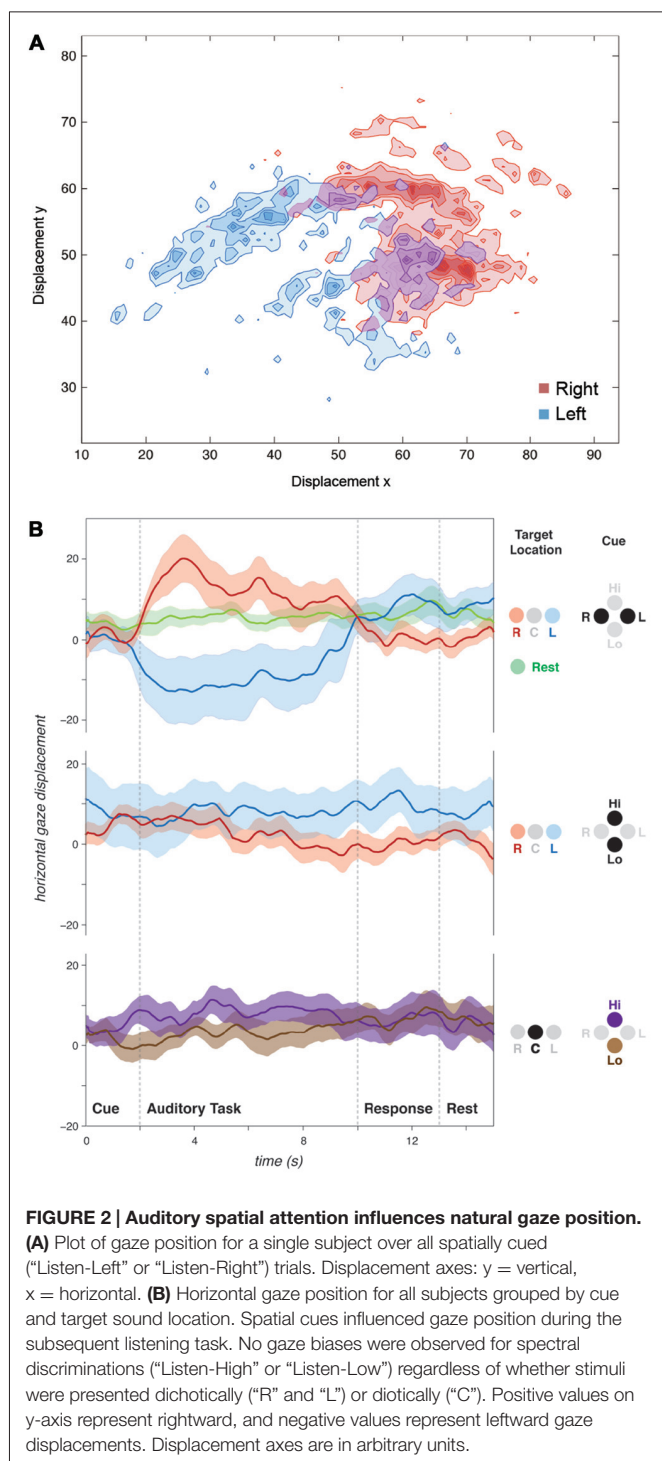 A
80
70
60
50
40
30
Displacement y
10 20 30 40 50 60 70 80 90
Displacement x
Right
Left
B
Target
Location
Cue
20
0
-20
R C L
Rest
Hi
R L
Lo
horizontal gaze displacement
20
0
-20
R C L
Hi
R L
Lo
20
0
-20
R C L
Hi
R L
Lo
Cue Auditory Task Response Rest
0 4 8 12
time (s)
FIGURE 2 | Auditory spatial attention influences natural gaze position.
(A) Plot of gaze position for a single subject over all spatially cued
(“Listen-Left” or “Listen-Right”) trials. Displacement axes: y = vertical,
x = horizontal. (B) Horizontal gaze position for all subjects grouped by cue
and target sound location. Spatial cues influenced gaze position during the
subsequent listening task. No gaze biases were observed for spectral
discriminations (“Listen-High” or “Listen-Low”) regardless of whether stimuli
were presented dichotically (“R” and “L”) or diotically (“C”). Positive values on
y-axis represent rightward, and negative values represent leftward gaze
displacements. Displacement axes are in arbitrary units.